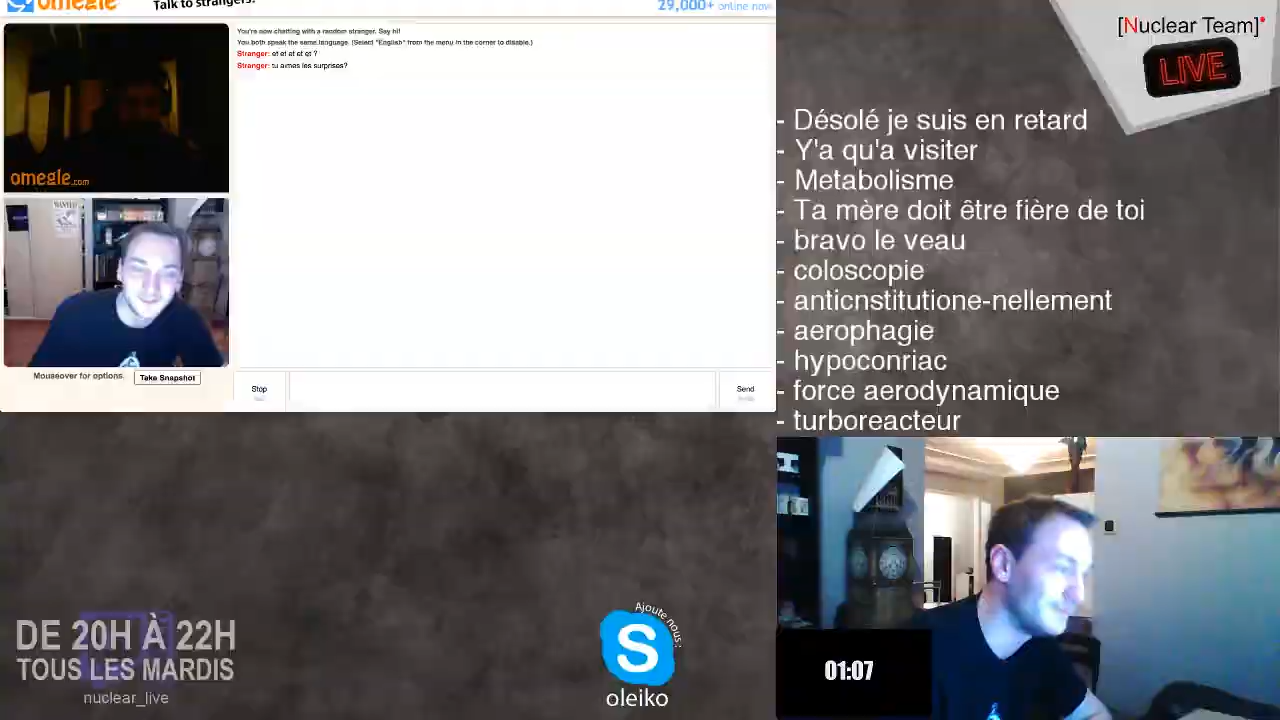 omegle
Talk to strangers!
29,000+ online now
You're now chatting with a random stranger. Say hi!
You both speak the same language. (Select "English" from the menu in the corner to disable.)
Stranger: et et et et et ?
Stranger: tu aimes les surprises?
omegle.com
WANTED
Mouseover for options.
Take Snapshot
Stop
Send
[Nuclear Team]
LIVE
- Désolé je suis en retard
- Y'a qu'a visiter
- Metabolisme
- Ta mère doit être fière de toi
- bravo le veau
- coloscopie
- anticnstitutione-nellement
- aerophagie
- hypoconriac
- force aerodynamique
- turboreacteur
DE 20H À 22H
TOUS LES MARDIS
nuclear_live
Ajoute nous :
S
oleiko
01:07